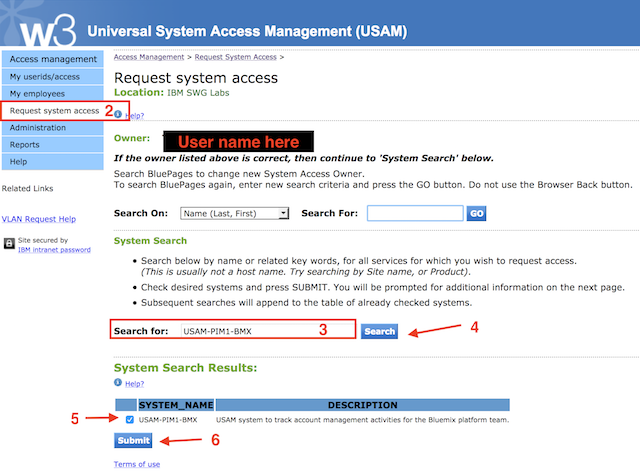 w3 Universal System Access Management (USAM)
Access management
My userids/access
My employees
Request system access 2
Administration
Reports
Help
Related Links
VLAN Request Help
Site secured by
IBM intranet password
Access Management > Request System Access >
Request system access
Location: IBM SWG Labs
Help?
Owner: User name here
If the owner listed above is correct, then continue to 'System Search' below.
Search BluePages to change new System Access Owner.
To search BluePages again, enter new search criteria and press the GO button. Do not use the Browser Back button.
Search On: Name (Last, First) Search For: GO
System Search
• Search below by name or related key words, for all services for which you wish to request access.
(This is usually not a host name. Try searching by Site name, or Product).
• Check desired systems and press SUBMIT. You will be prompted for additional information on the next page.
• Subsequent searches will append to the table of already checked systems.
Search for: USAM-PIM1-BMX 3 Search 4
System Search Results:
Help?
SYSTEM_NAME DESCRIPTION
5 USAM-PIM1-BMX USAM system to track account management activities for the Bluemix platform team.
Submit 6
Terms of use